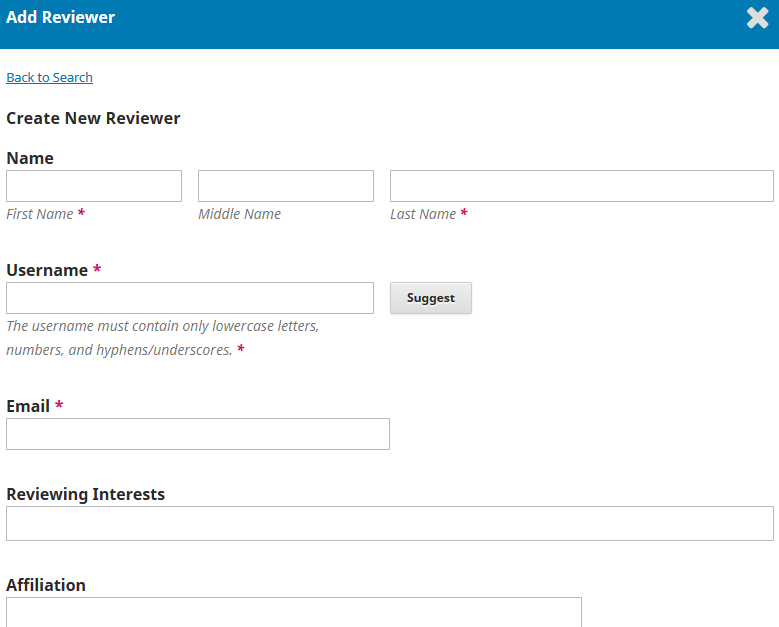 Add Reviewer
Back to Search
Create New Reviewer
Name
First Name * Middle Name Last Name *
Username *
Suggest
The username must contain only lowercase letters,
numbers, and hyphens/underscores. *
Email *
Reviewing Interests
Affiliation